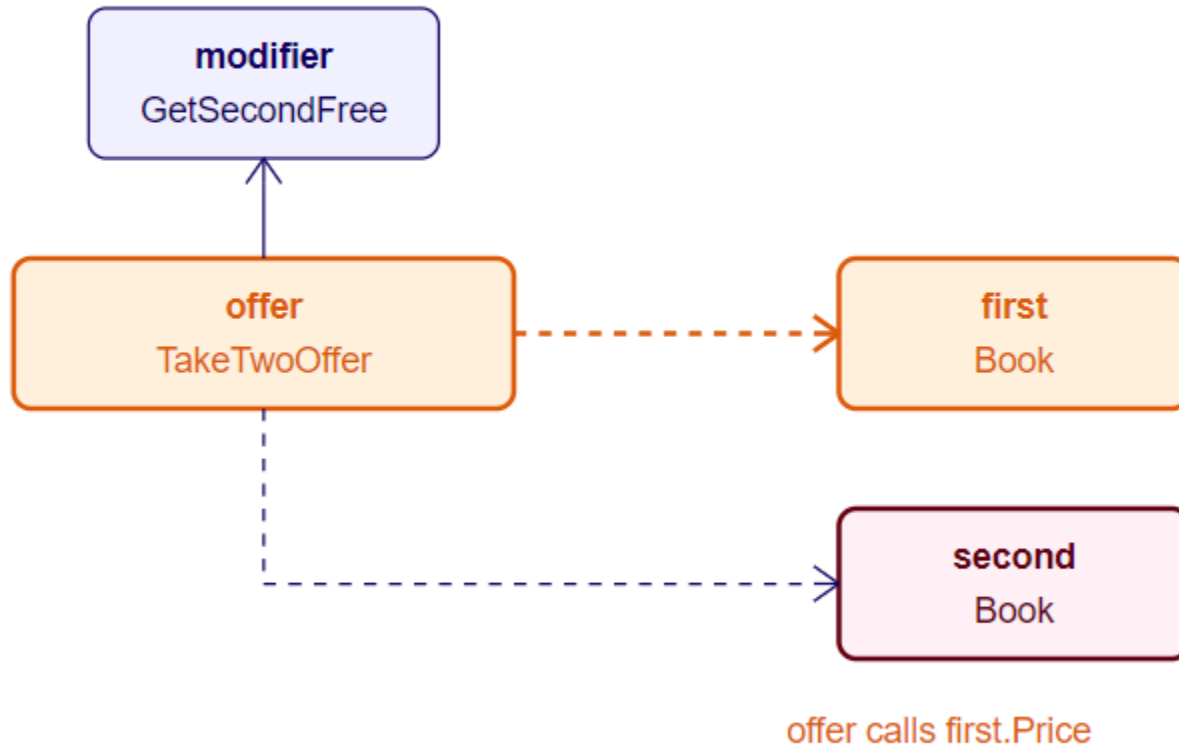 modifier
GetSecondFree
offer
TakeTwoOffer
first
Book
second
Book
offer calls first.Price